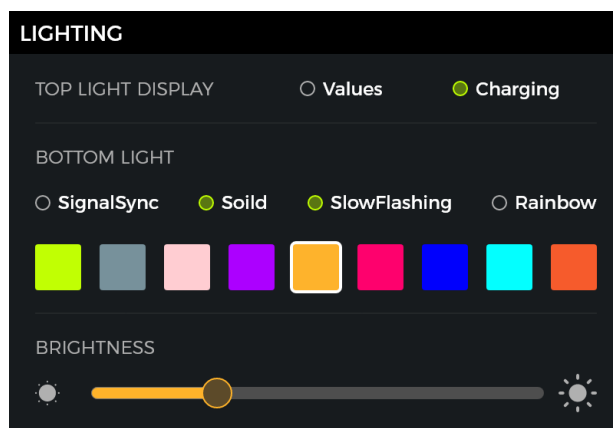 LIGHTING
TOP LIGHT DISPLAY Values Charging
BOTTOM LIGHT
SignalSync Soild SlowFlashing Rainbow
BRIGHTNESS